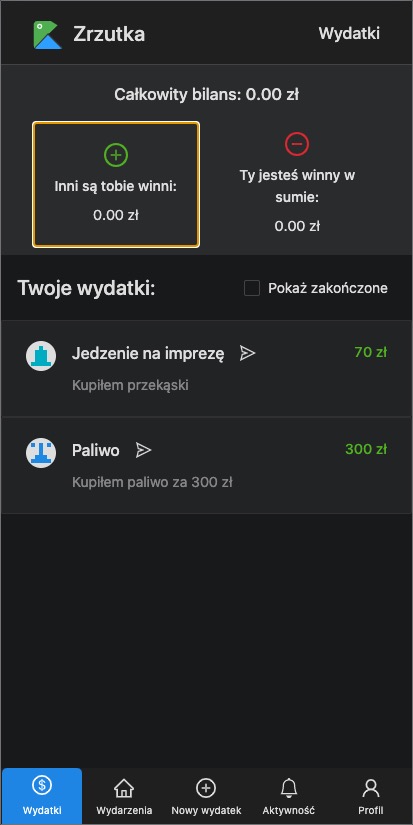 Zrzutka
Wydatki
Całkowity bilans: 0.00 zł
Inni są tobie winni:
0.00 zł
Ty jesteś winny w
sumie:
0.00 zł
Twoje wydatki:
Pokaż zakończone
Jedzenie na imprezę
70 zł
Kupiłem przekąski
Paliwo
300 zł
Kupiłem paliwo za 300 zł
Wydatki
Wydarzenia
Nowy wydatek
Aktywność
Profil